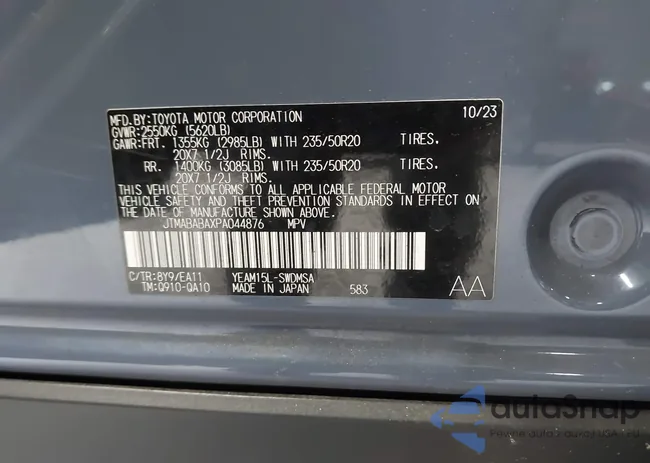 MFD. BY: TOYOTA MOTOR CORPORATION 10/23
GVWR: 2550KG (5620LB)
GAWR: FRT. 1355KG (2985LB) WITH 235/50R20 TIRES,
20X7 1/2J RIMS.
RR. 1400KG (3085LB) WITH 235/50R20 TIRES,
20X7 1/2J RIMS.
THIS VEHICLE CONFORMS TO ALL APPLICABLE FEDERAL MOTOR
VEHICLE SAFETY AND THEFT PREVENTION STANDARDS IN EFFECT
ON THE DATE OF MANUFACTURE SHOWN ABOVE.
JTMABABAXPA044876 MPV
C/TR: 8Y9/EA11 YEAM15L-SWDMSA
TM: Q910-QA10 MADE IN JAPAN 583 AA
autoSnap